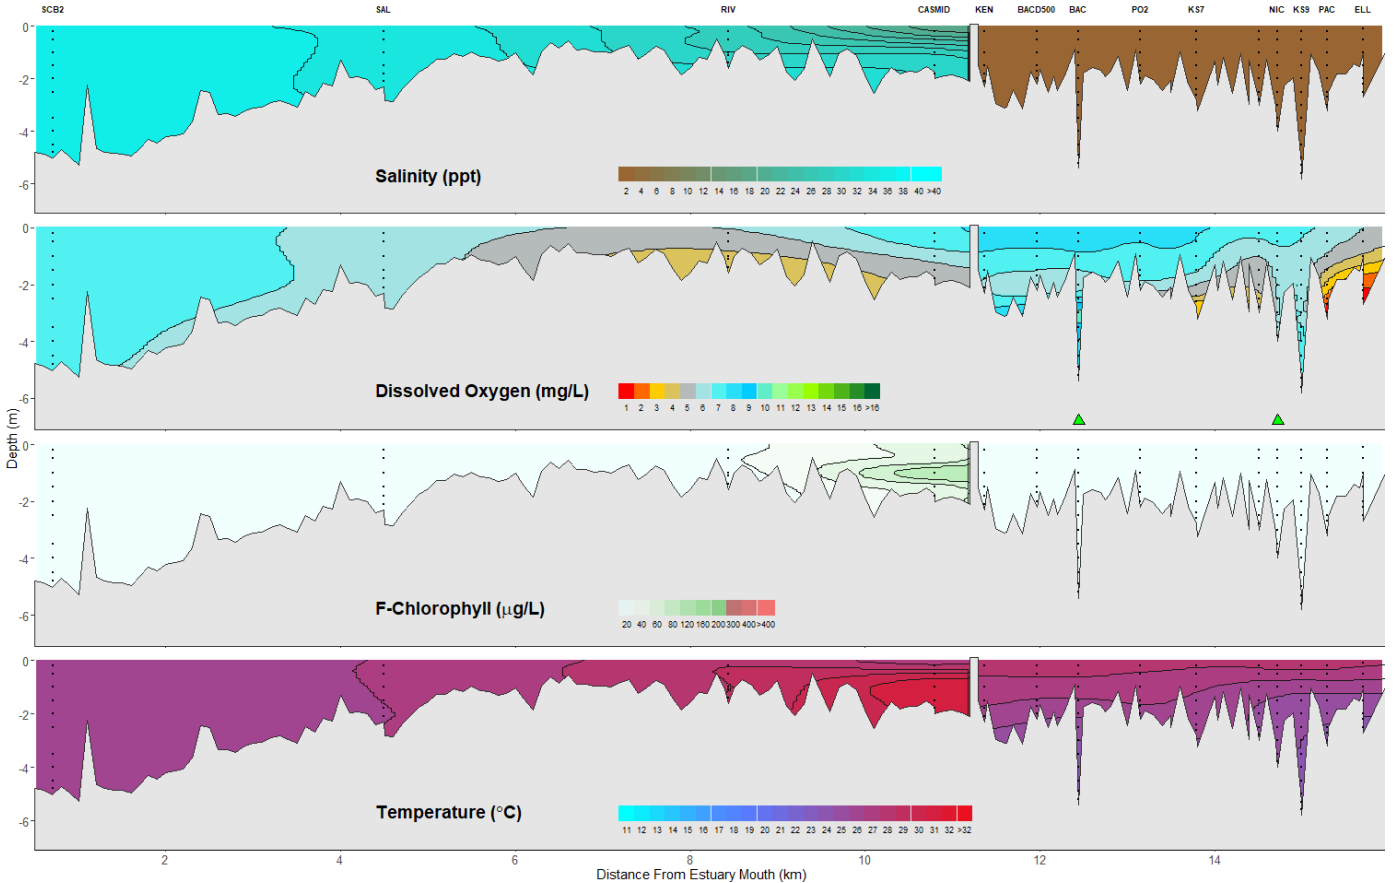 SCB2 SAL RIV CASMID KEN BACD500 BAC PO2 KS7 NIC KS9 PAC ELL
0
-2
-4
-6
Salinity (ppt)
2 4 6 8 10 12 14 16 18 20 22 24 26 28 30 32 34 36 38 40 >40
0
-2
-4
-6
Dissolved Oxygen (mg/L)
1 2 3 4 5 6 7 8 9 10 11 12 13 14 15 16 >16
Depth (m)
0
-2
-4
-6
F-Chlorophyll (μg/L)
20 40 60 80 120 160 200 300 400 >400
0
-2
-4
-6
Temperature (°C)
11 12 13 14 15 16 17 18 19 20 21 22 23 24 25 26 27 28 29 30 31 32 >32
2 4 6 8 10 12 14
Distance From Estuary Mouth (km)